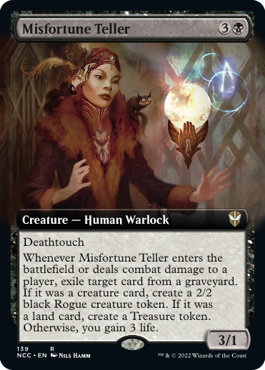 Misfortune Teller 3
Creature — Human Warlock
Deathtouch
Whenever Misfortune Teller enters the
battlefield or deals combat damage to a
player, exile target card from a graveyard.
If it was a creature card, create a 2/2
black Rogue creature token. If it was
a land card, create a Treasure token.
Otherwise, you gain 3 life.
3/1
139 R
NCC • EN NILS HAMM
™ & © 2022 Wizards of the Coast